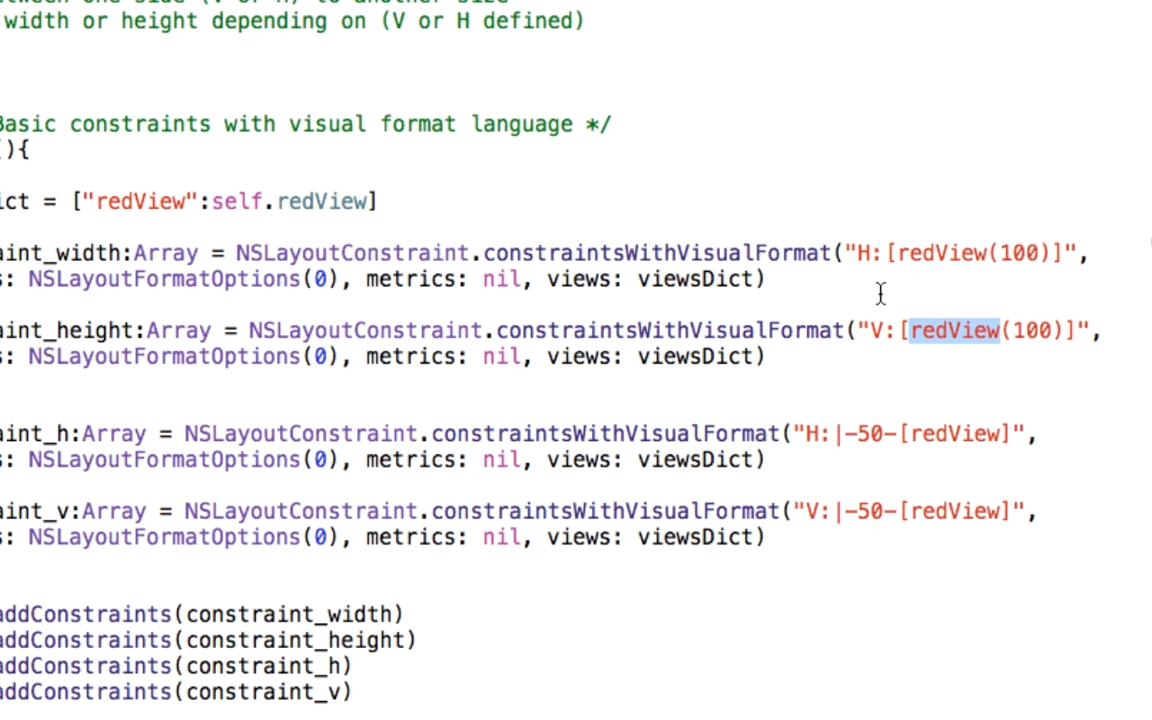 width or height depending on (V or H defined)
Basic constraints with visual format language */
(){
ict = ["redView":self.redView]
aint_width:Array = NSLayoutConstraint.constraintsWithVisualFormat("H:[redView(100)]",
s: NSLayoutFormatOptions(0), metrics: nil, views: viewsDict)
aint_height:Array = NSLayoutConstraint.constraintsWithVisualFormat("V:[redView(100)]",
s: NSLayoutFormatOptions(0), metrics: nil, views: viewsDict)
aint_h:Array = NSLayoutConstraint.constraintsWithVisualFormat("H:|-50-[redView]",
s: NSLayoutFormatOptions(0), metrics: nil, views: viewsDict)
aint_v:Array = NSLayoutConstraint.constraintsWithVisualFormat("V:|-50-[redView]",
s: NSLayoutFormatOptions(0), metrics: nil, views: viewsDict)
addConstraints(constraint_width)
addConstraints(constraint_height)
addConstraints(constraint_h)
addConstraints(constraint_v)